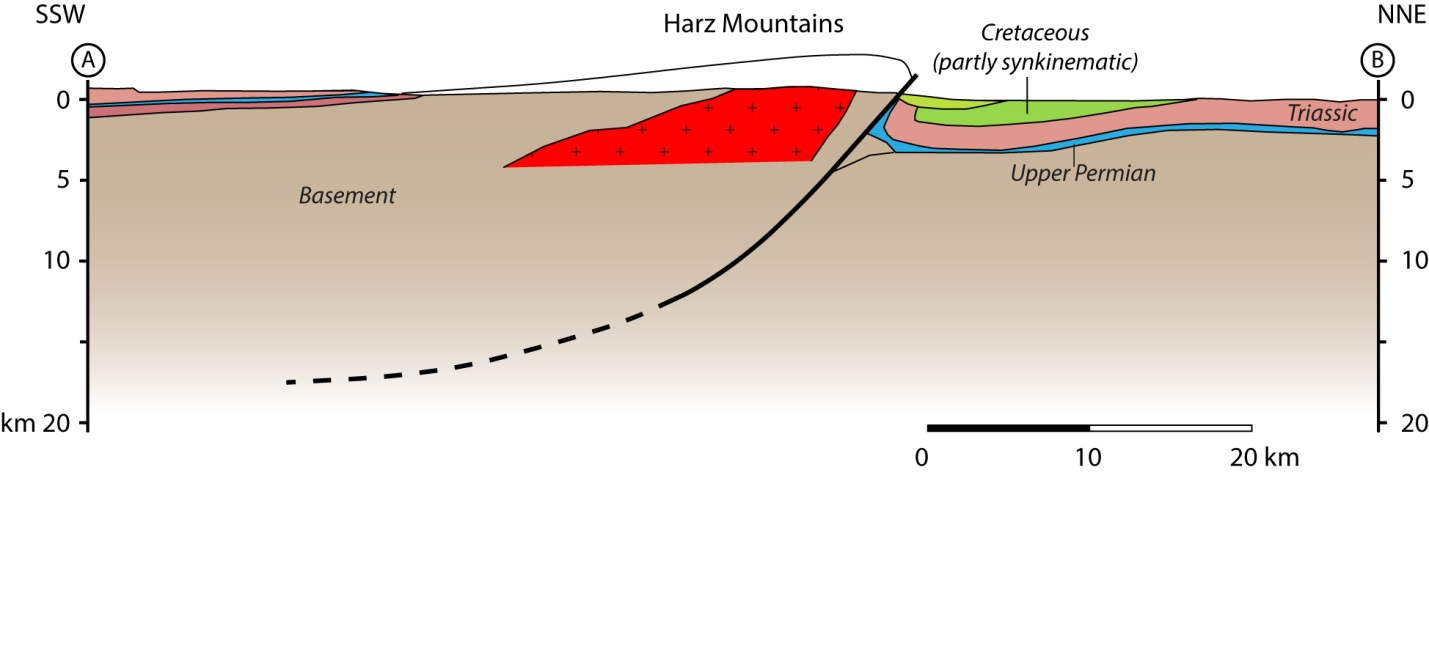 SSW
Harz Mountains
Cretaceous
(partly synkinematic)
NNE
A
B
0
0
Triassic
5
Upper Permian
5
Basement
10
10
km 20
20
0
10
20 km